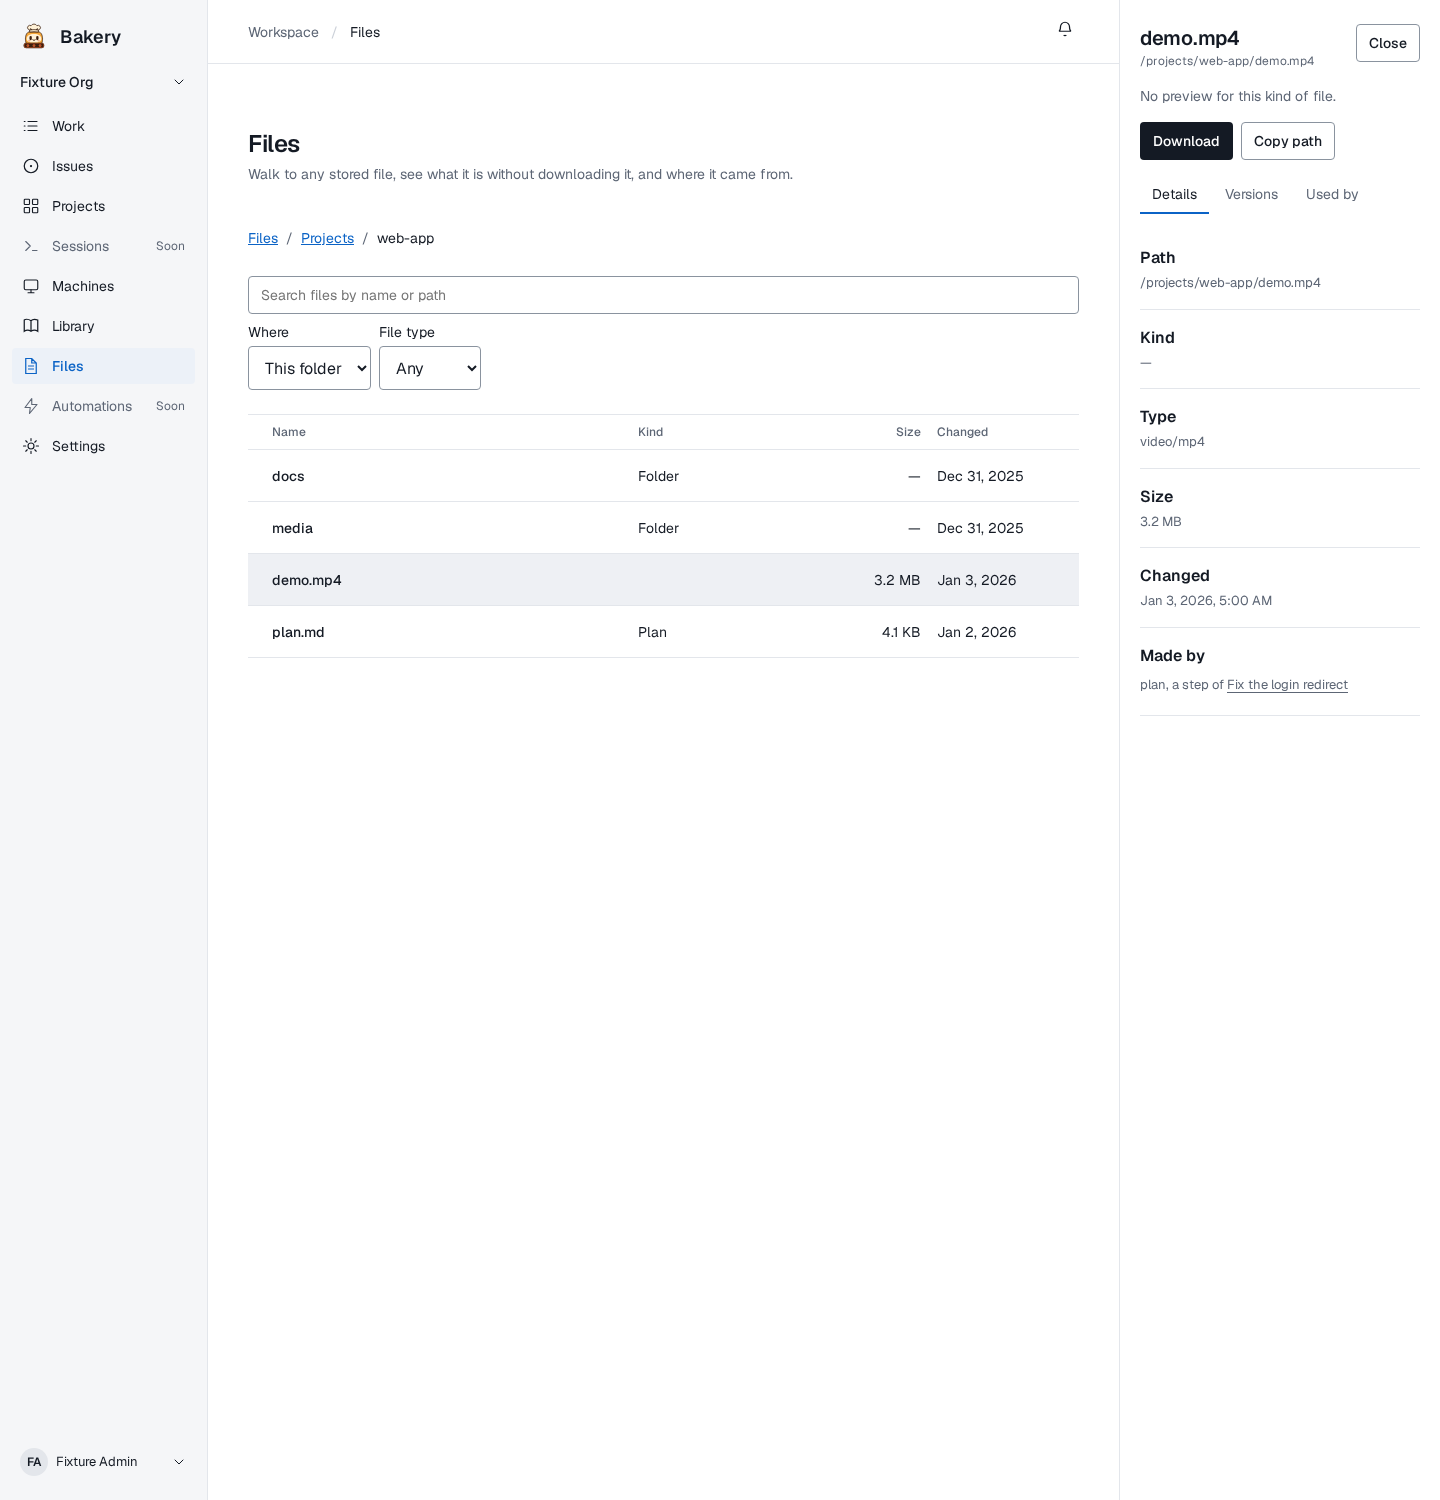 Bakery
Fixture Org
Work
Issues
Projects
Sessions Soon
Machines
Library
Files
Automations Soon
Settings
FA Fixture Admin
Workspace / Files
Files
Walk to any stored file, see what it is without downloading it, and where it came from.
Files / Projects / web-app
Search files by name or path
Where File type
This folder Any
Name Kind Size Changed
docs Folder — Dec 31, 2025
media Folder — Dec 31, 2025
demo.mp4 3.2 MB Jan 3, 2026
plan.md Plan 4.1 KB Jan 2, 2026
demo.mp4
/projects/web-app/demo.mp4
Close
No preview for this kind of file.
Download Copy path
Details Versions Used by
Path
/projects/web-app/demo.mp4
Kind
—
Type
video/mp4
Size
3.2 MB
Changed
Jan 3, 2026, 5:00 AM
Made by
plan, a step of Fix the login redirect